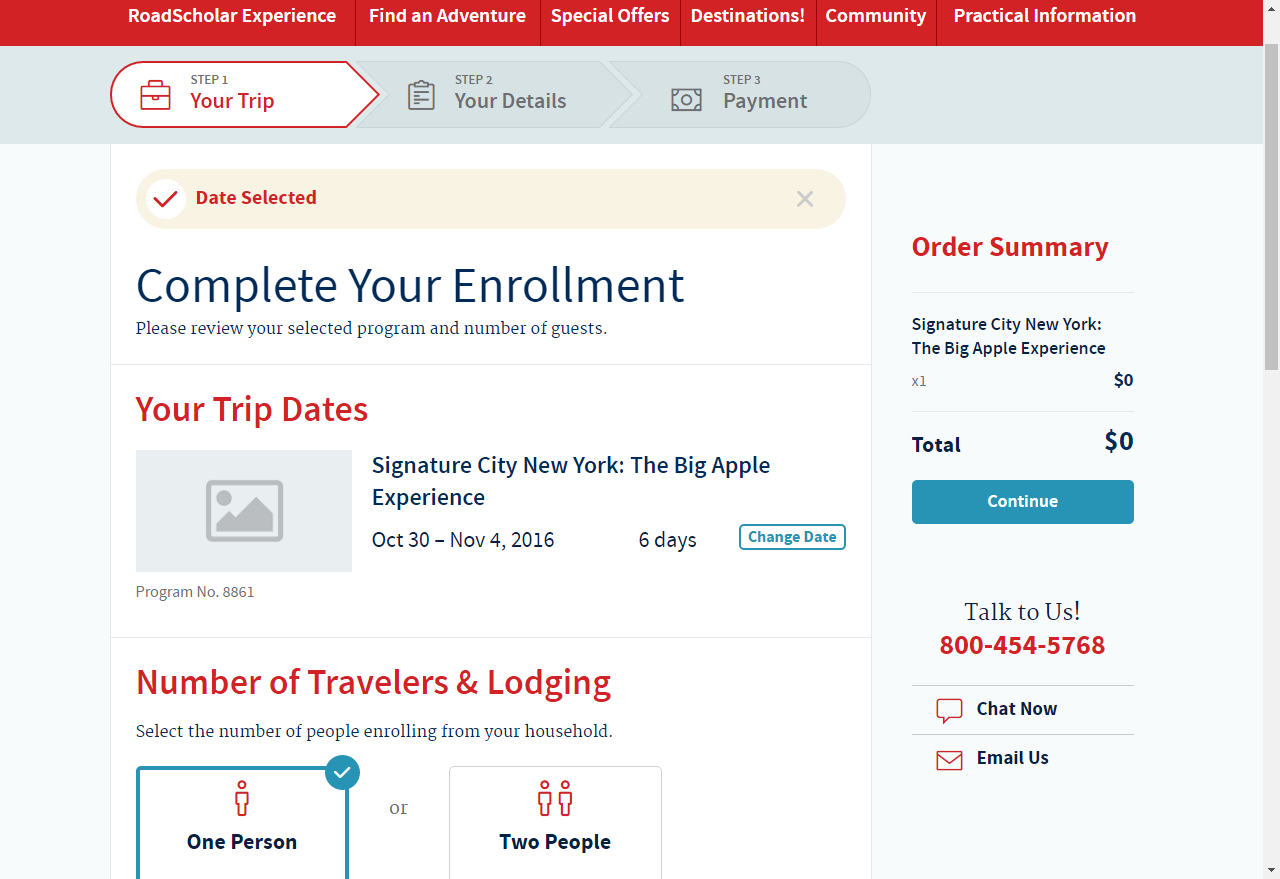 RoadScholar Experience
Find an Adventure
Special Offers
Destinations!
Community
Practical Information
STEP 1
Your Trip
STEP 2
Your Details
STEP 3
Payment
Date Selected
Complete Your Enrollment
Please review your selected program and number of guests.
Your Trip Dates
Signature City New York: The Big Apple
Experience
Oct 30 – Nov 4, 2016
6 days
Change Date
Program No. 8861
Number of Travelers & Lodging
Select the number of people enrolling from your household.
One Person
or
Two People
Order Summary
Signature City New York:
The Big Apple Experience
x1
$0
Total
$0
Continue
Talk to Us!
800-454-5768
Chat Now
Email Us